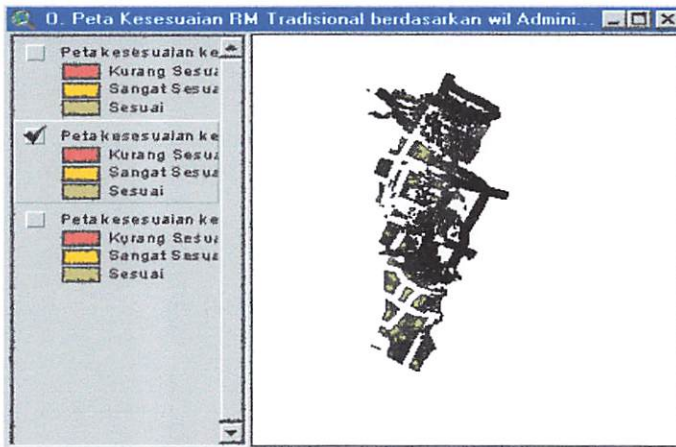 0. Peta Kesesuaian RM Tradisional berdasarkan wil Admini...
Peta kesesuaian ke
Kurang Sesua
Sangat Sesua
Sesuai
Peta kesesuaian ke
Kurang Sesua
Sangat Sesua
Sesuai
Peta kesesuaian ke
Kurang Sesua
Sangat Sesua
Sesuai